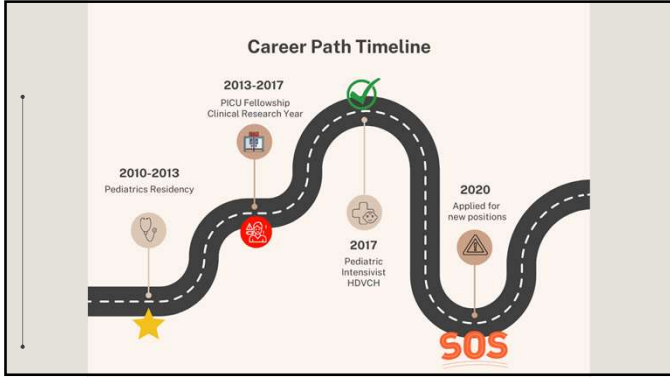 Career Path Timeline
2010-2013
Pediatrics Residency
2013-2017
PICU Fellowship
Clinical Research Year
2017
Pediatric
Intensivist
HDVCH
2020
Applied for
new positions
SOS